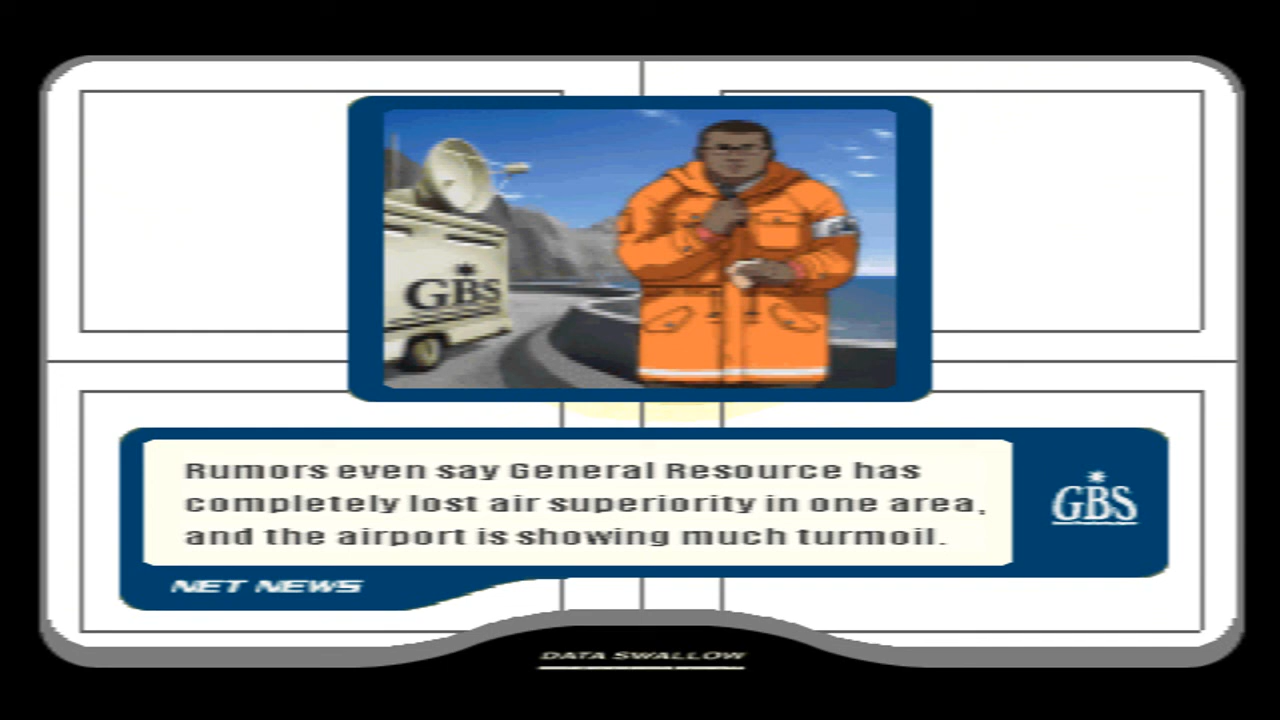 GBS
Rumors even say General Resource has
completely lost air superiority in one area,
and the airport is showing much turmoil.
GBS
NET NEWS
DATA SWALLOW